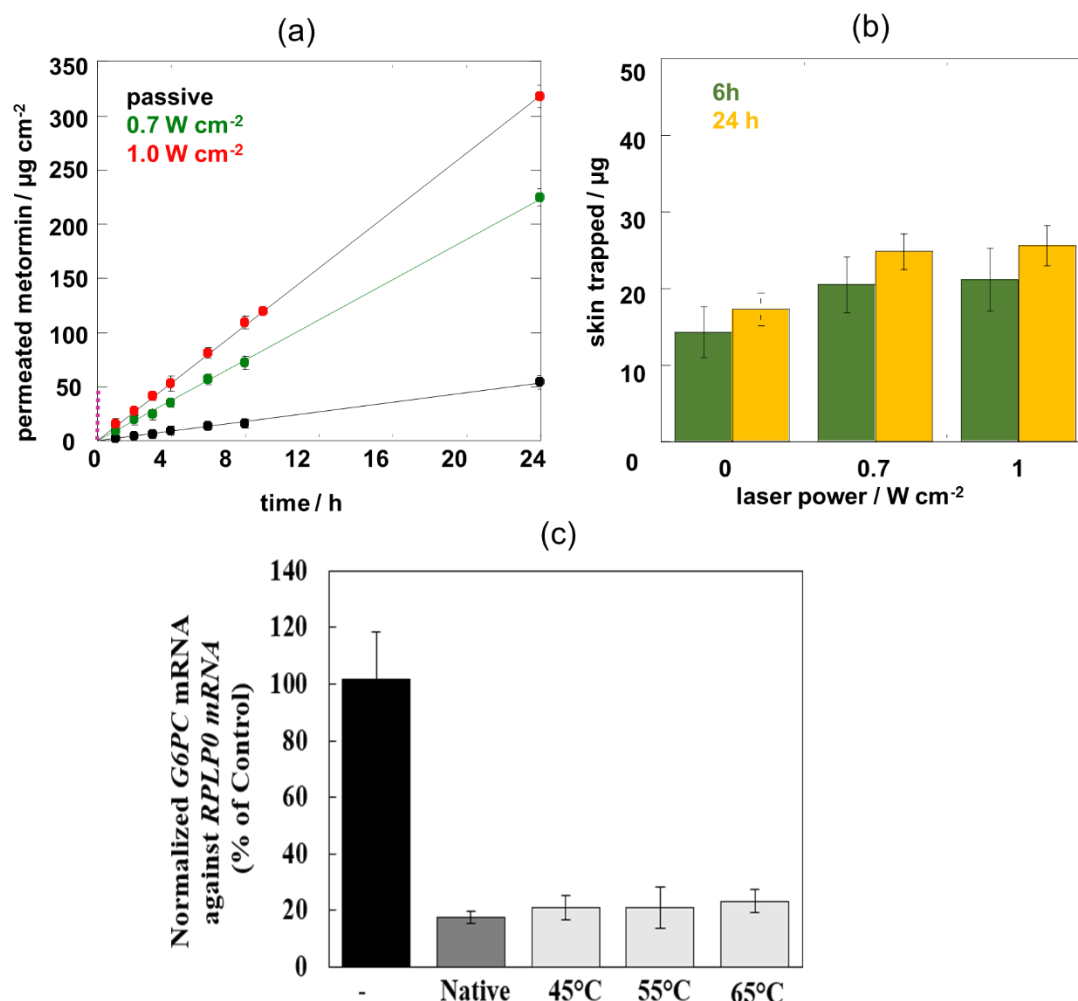 (a)
350
300
250
200
150
100
50
0
permeated metormin / µg cm⁻²
passive
0.7 W cm⁻²
1.0 W cm⁻²
0 4 8 12 16 20 24
time / h
(b)
50
40
30
20
10
0
skin trapped / µg
6h
24 h
0 0.7 1
laser power / W cm⁻²
(c)
140
120
100
80
60
40
20
0
Normalized G6PC mRNA
against RPLP0 mRNA
(% of Control)
- Native 45°C 55°C 65°C